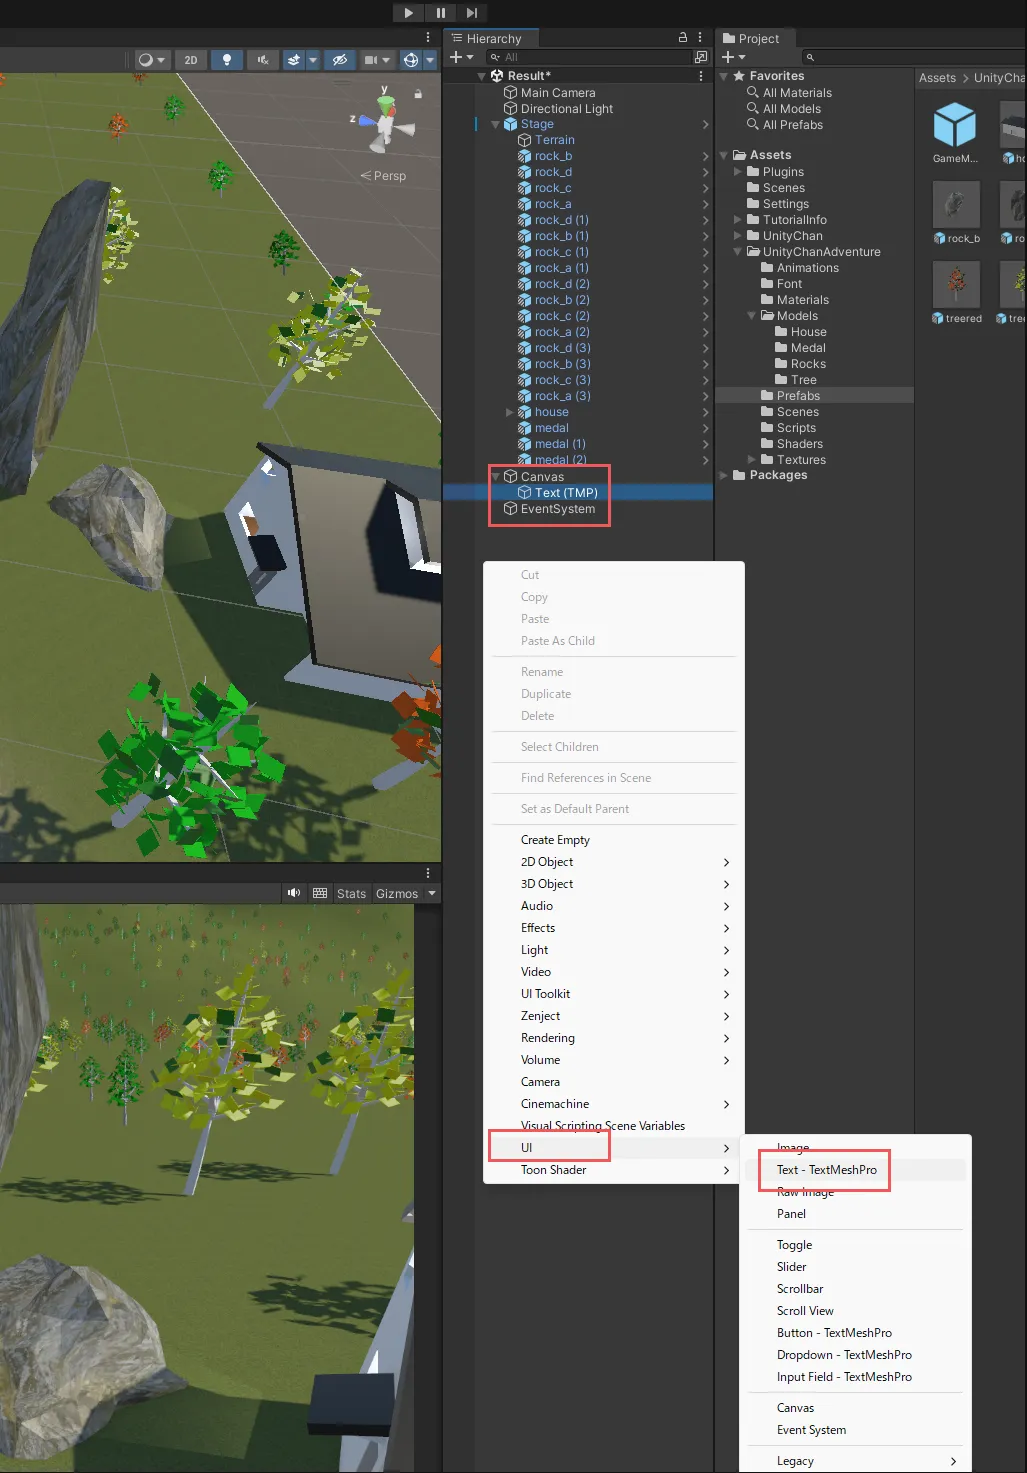 Hierarchy
Project
2D
All
Result*
Main Camera
Directional Light
Stage
Terrain
rock_b
rock_d
rock_c
rock_a
rock_d (1)
rock_b (1)
rock_c (1)
rock_a (1)
rock_d (2)
rock_b (2)
rock_c (2)
rock_a (2)
rock_d (3)
rock_b (3)
rock_c (3)
rock_a (3)
house
medal
medal (1)
medal (2)
Canvas
Text (TMP)
EventSystem
y
z
Persp
Favorites
All Materials
All Models
All Prefabs
Assets
Plugins
Scenes
Settings
TutorialInfo
UnityChan
UnityChanAdventure
Animations
Font
Materials
Models
House
Medal
Rocks
Tree
Prefabs
Scenes
Scripts
Shaders
Textures
Packages
Assets > UnityCha
GameM...
ho
rock_b
ro
treered
tree
Cut
Copy
Paste
Paste As Child
Rename
Duplicate
Delete
Select Children
Find References in Scene
Set as Default Parent
Create Empty
2D Object
3D Object
Audio
Effects
Light
Video
UI Toolkit
Zenject
Rendering
Volume
Camera
Cinemachine
Visual Scripting Scene Variables
UI
Toon Shader
Stats
Gizmos
Image
Text - TextMeshPro
Raw Image
Panel
Toggle
Slider
Scrollbar
Scroll View
Button - TextMeshPro
Dropdown - TextMeshPro
Input Field - TextMeshPro
Canvas
Event System
Legacy